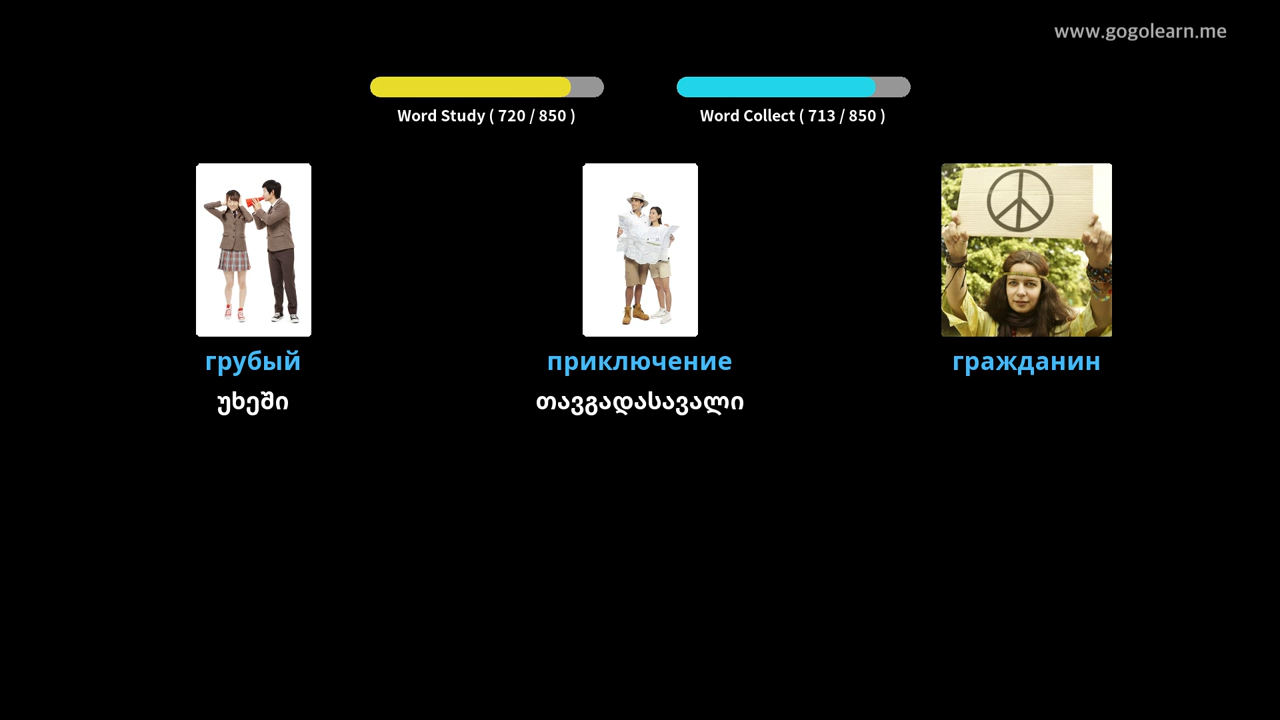 www.gogolearn.me
Word Study ( 720 / 850 )
Word Collect ( 713 / 850 )
грубый
приключение
гражданин
უხეში
თავგადასავალი